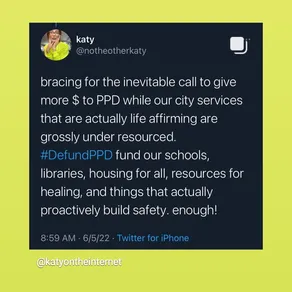 katy
@notheotherkaty
bracing for the inevitable call to give
more $ to PPD while our city services
that are actually life affirming are
grossly under resourced.
#DefundPPD fund our schools,
libraries, housing for all, resources for
healing, and things that actually
proactively build safety. enough!
8:59 AM · 6/5/22 · Twitter for iPhone
@katyontheinternet